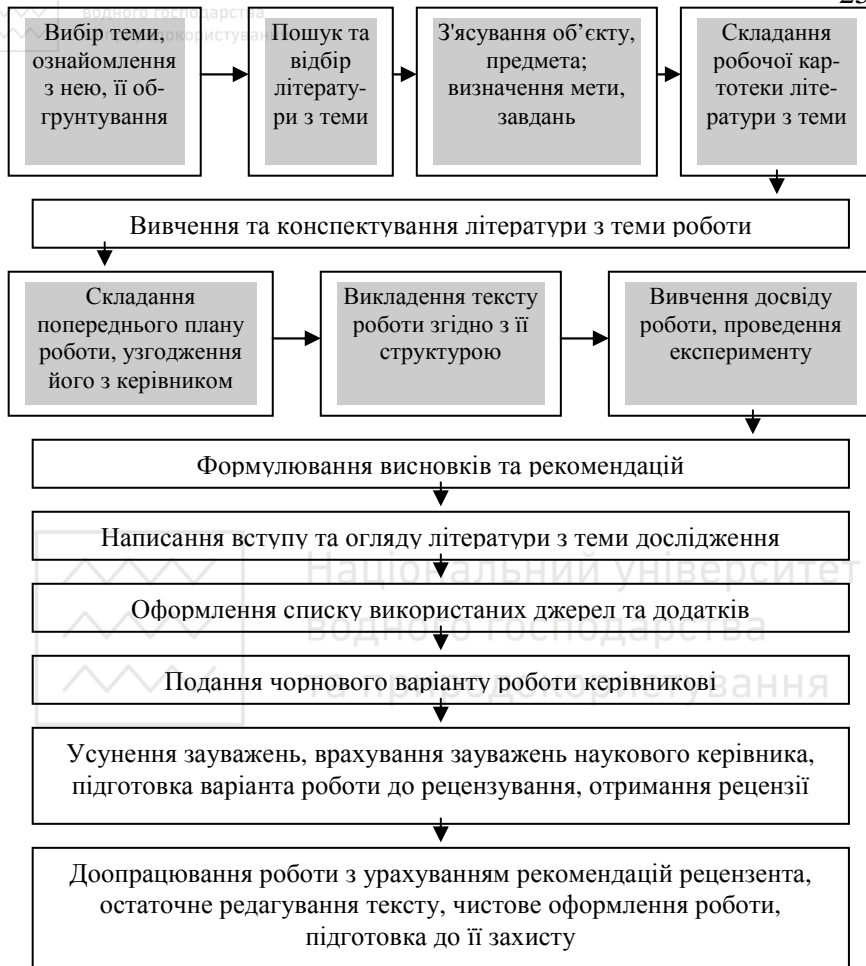 водного господарства
та природокористування
Вибір теми,
ознайомлення
з нею, її об-
грунтування
Пошук та
відбір
літерату-
ри з теми
З'ясування об’єкту,
предмета;
визначення мети,
завдань
Складання
робочої кар-
тотеки літе-
ратури з теми
Вивчення та конспектування літератури з теми роботи
Складання
попереднього плану
роботи, узгодження
його з керівником
Викладення тексту
роботи згідно з її
структурою
Вивчення досвіду
роботи, проведення
експерименту
Формулювання висновків та рекомендацій
Написання вступу та огляду літератури з теми дослідження
Національний університет
Оформлення списку використаних джерел та додатків
водного господарства
Подання чорнового варіанту роботи керівникові
та природокористування
Усунення зауважень, врахування зауважень наукового керівника,
підготовка варіанта роботи до рецензування, отримання рецензії
Доопрацювання роботи з урахуванням рекомендацій рецензента,
остаточне редагування тексту, чистове оформлення роботи,
підготовка до її захисту